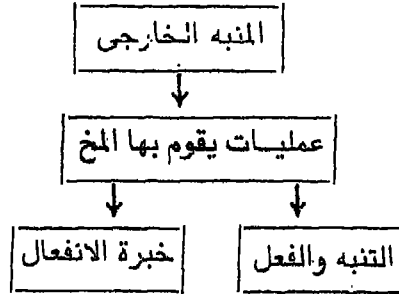 المنبه الخارجى
عمليات يقوم بها المخ
التنبه والفعل
خبرة الانفعال